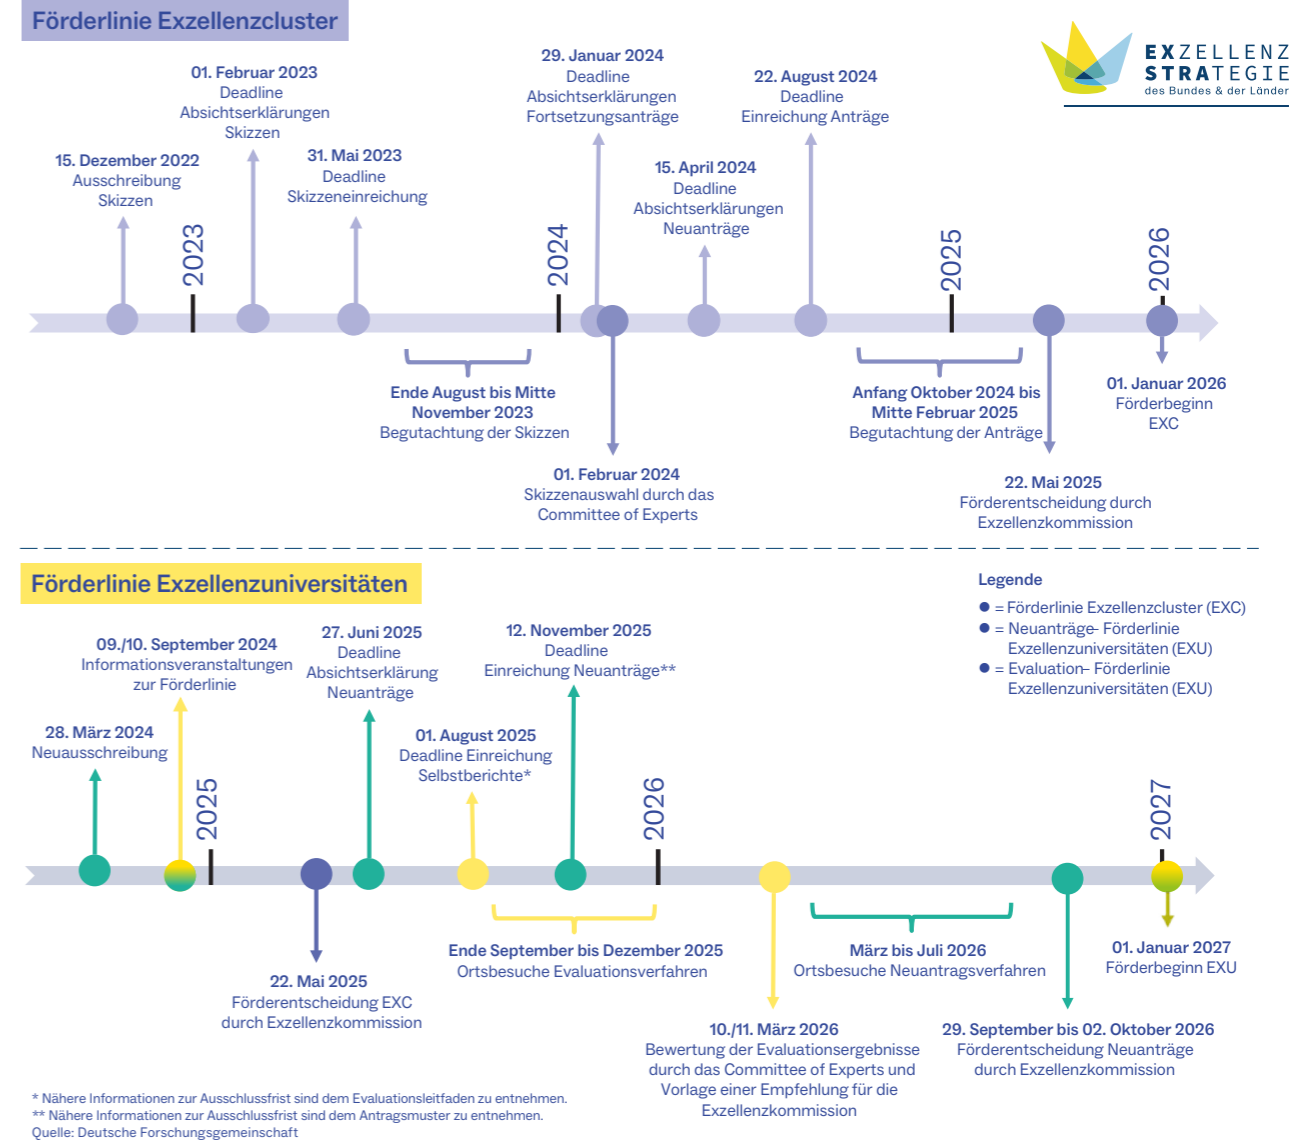 Förderlinie Exzellenzcluster
EXZELLENZ
STRATEGIE
des Bundes & der Länder
15. Dezember 2022
Ausschreibung
Skizzen
01. Februar 2023
Deadline
Absichtserklärungen
Skizzen
31. Mai 2023
Deadline
Skizzeneinreichung
29. Januar 2024
Deadline
Absichtserklärungen
Fortsetzungsanträge
15. April 2024
Deadline
Absichtserklärungen
Neuanträge
22. August 2024
Deadline
Einreichung Anträge
2023
2024
2025
2026
Ende August bis Mitte
November 2023
Begutachtung der Skizzen
01. Februar 2024
Skizzenauswahl durch das
Committee of Experts
Anfang Oktober 2024 bis
Mitte Februar 2025
Begutachtung der Anträge
22. Mai 2025
Förderentscheidung durch
Exzellenzkommission
01. Januar 2026
Förderbeginn
EXC
Förderlinie Exzellenzuniversitäten
Legende
= Förderlinie Exzellenzcluster (EXC)
= Neuanträge– Förderlinie
Exzellenzuniversitäten (EXU)
= Evaluation– Förderlinie
Exzellenzuniversitäten (EXU)
28. März 2024
Neuausschreibung
09./10. September 2024
Informationsveranstaltungen
zur Förderlinie
27. Juni 2025
Deadline
Absichtserklärung
Neuanträge
01. August 2025
Deadline Einreichung
Selbstberichte*
12. November 2025
Deadline
Einreichung Neuanträge**
2025
2026
2027
22. Mai 2025
Förderentscheidung EXC
durch Exzellenzkommission
Ende September bis Dezember 2025
Ortsbesuche Evaluationsverfahren
10./11. März 2026
Bewertung der Evaluationsergebnisse
durch das Committee of Experts und
Vorlage einer Empfehlung für die
Exzellenzkommission
März bis Juli 2026
Ortsbesuche Neuantragsverfahren
29. September bis 02. Oktober 2026
Förderentscheidung Neuanträge
durch Exzellenzkommission
01. Januar 2027
Förderbeginn EXU
* Nähere Informationen zur Ausschlussfrist sind dem Evaluationsleitfaden zu entnehmen.
** Nähere Informationen zur Ausschlussfrist sind dem Antragsmuster zu entnehmen.
Quelle: Deutsche Forschungsgemeinschaft